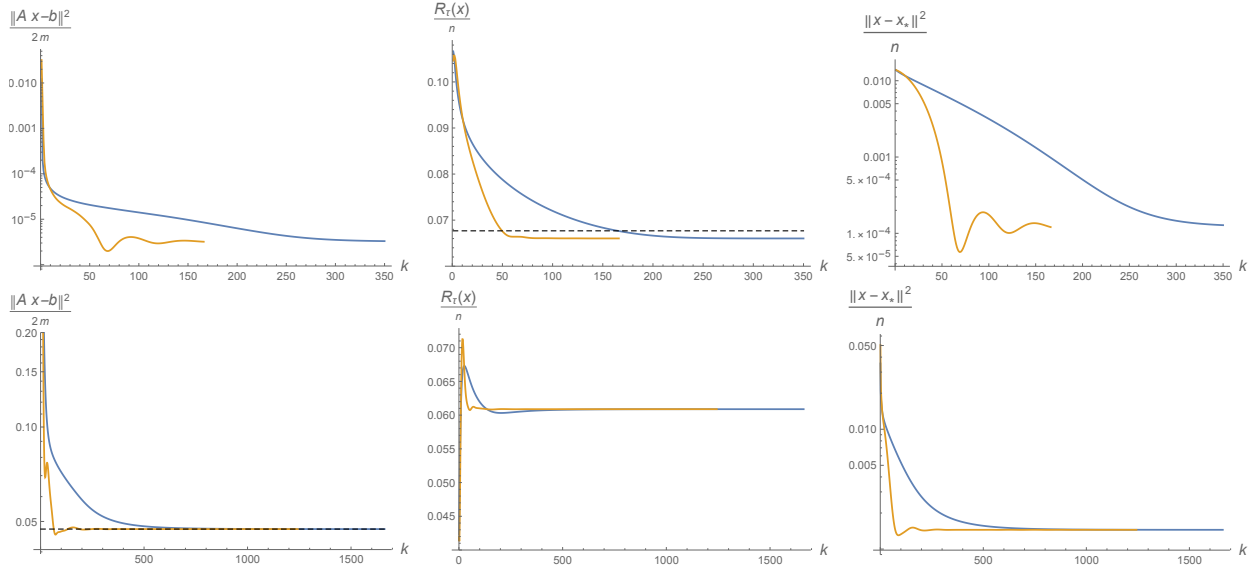 ‖A x−b‖²
2 m
0.010
0.001
10⁻⁴
10⁻⁵
50 100 150 200 250 300 350 k
R_τ(x)
n
0.10
0.09
0.08
0.07
0 50 100 150 200 250 300 350 k
‖x−x_*‖²
n
0.010
0.005
0.001
5.×10⁻⁴
1.×10⁻⁴
5.×10⁻⁵
50 100 150 200 250 300 350 k
‖A x−b‖²
2 m
0.20
0.10
0.05
500 1000 1500 k
R_τ(x)
n
0.070
0.065
0.060
0.055
0.050
0.045
0 500 1000 1500 k
‖x−x_*‖²
n
0.050
0.010
0.005
500 1000 1500 k